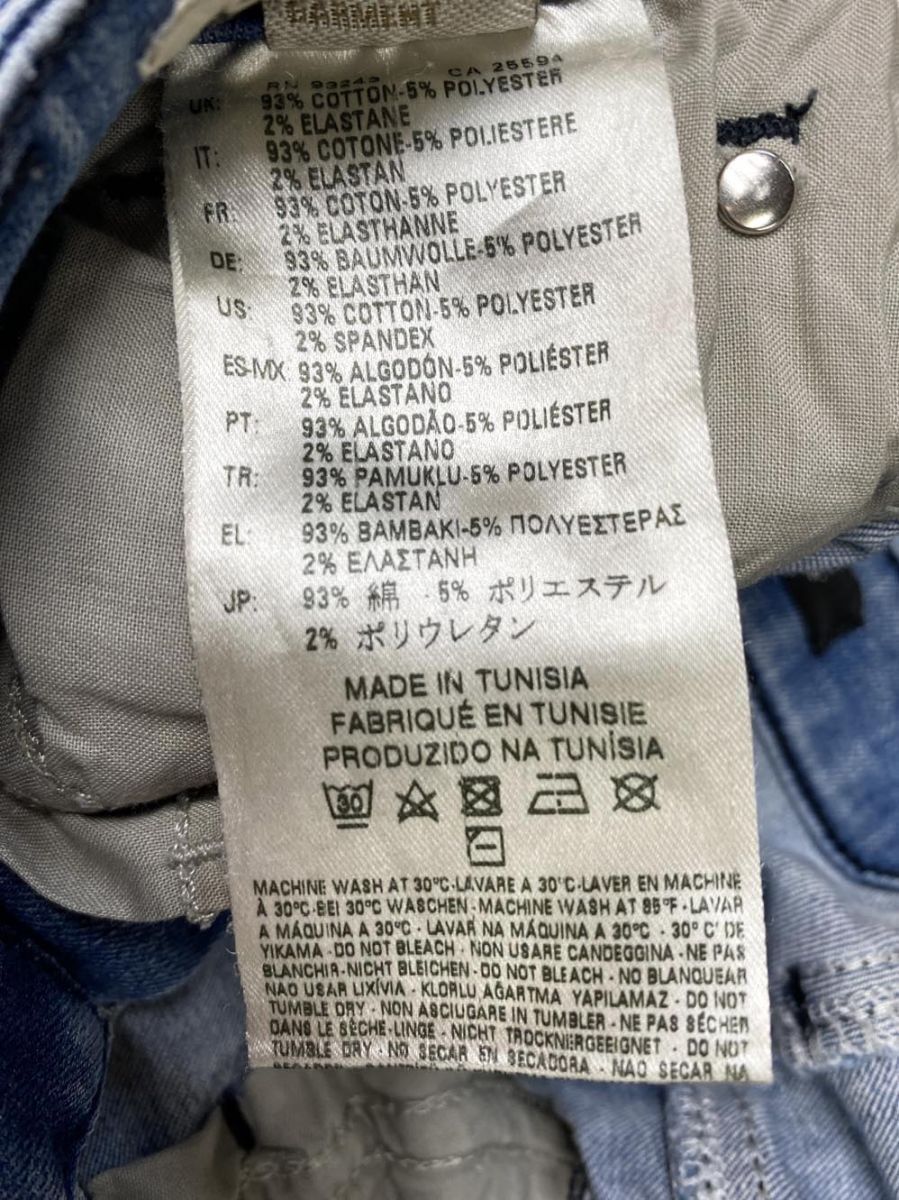 GARMENT
RN 93243 CA 25594
UK: 93% COTTON-5% POLYESTER
2% ELASTANE
IT: 93% COTONE-5% POLIESTERE
2% ELASTAN
FR: 93% COTON-5% POLYESTER
2% ELASTHANNE
DE: 93% BAUMWOLLE-5% POLYESTER
2% ELASTHAN
US: 93% COTTON-5% POLYESTER
2% SPANDEX
ES-MX: 93% ALGODÓN-5% POLIÉSTER
2% ELASTANO
PT: 93% ALGODÃO-5% POLIÉSTER
2% ELASTANO
TR: 93% PAMUKLU-5% POLYESTER
2% ELASTAN
EL: 93% ΒΑΜΒΑΚΙ-5% ΠΟΛΥΕΣΤΕΡΑΣ
2% ΕΛΑΣΤΑΝΗ
JP: 93% 綿 - 5% ポリエステル
2% ポリウレタン
MADE IN TUNISIA
FABRIQUÉ EN TUNISIE
PRODUZIDO NA TUNÍSIA
30
MACHINE WASH AT 30°C-LAVARE A 30°C-LAVER EN MACHINE
À 30°C-BEI 30°C WASCHEN - MACHINE WASH AT 85°F - LAVAR
A MÁQUINA A 30°C - LAVAR NA MÁQUINA A 30°C - 30° C' DE
YIKAMA - DO NOT BLEACH - NON USARE CANDEGGINA - NE PAS
BLANCHIR-NICHT BLEICHEN - DO NOT BLEACH - NO BLANQUEAR
NAO USAR LIXÍVIA - KLORLU AĞARTMA YAPILAMAZ - DO NOT
TUMBLE DRY - NON ASCIUGARE IN TUMBLER - NE PAS SÉCHER
DANS LE SÈCHE-LINGE - NICHT TROCKNERGEEIGNET - DO NOT
TUMBLE DRY - NO SECAR EN SECADORA - NAO SECAR NA